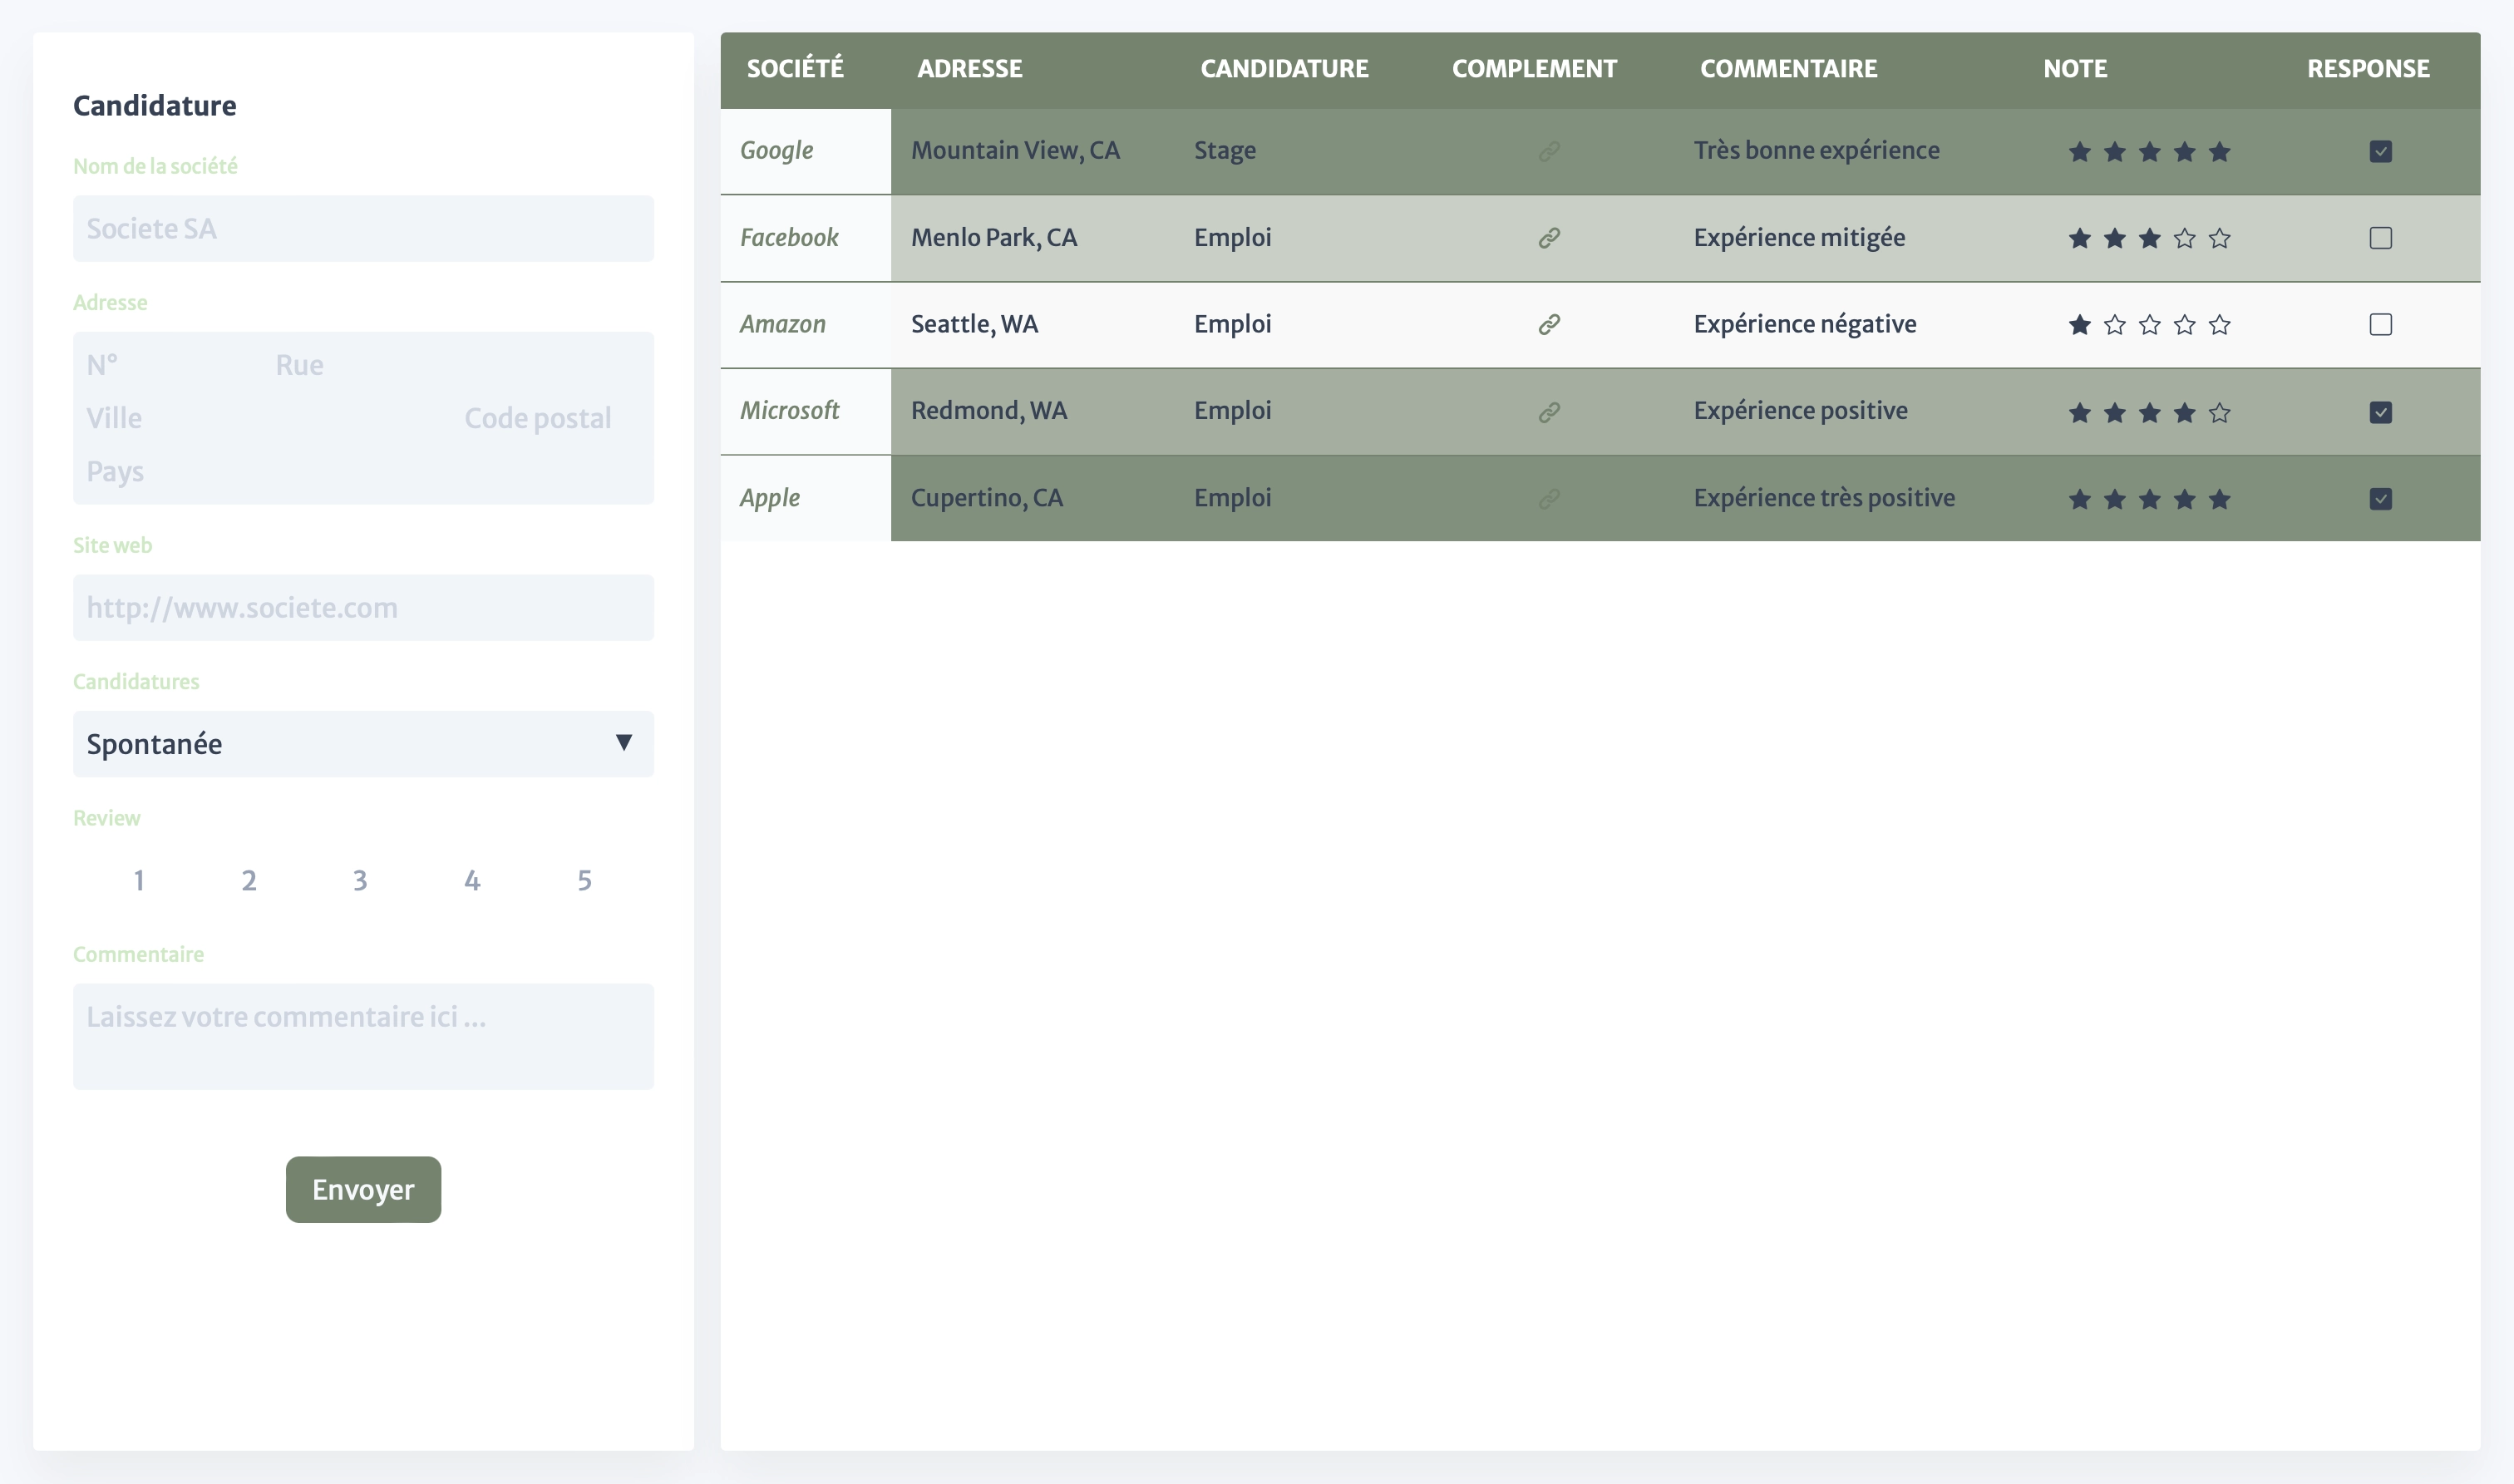 Candidature
Nom de la société
Societe SA
Adresse
N° Rue
Ville Code postal
Pays
Site web
http://www.societe.com
Candidatures
Spontanée
Review
1 2 3 4 5
Commentaire
Laissez votre commentaire ici ...
Envoyer
SOCIÉTÉ ADRESSE CANDIDATURE COMPLEMENT COMMENTAIRE NOTE RESPONSE
Google Mountain View, CA Stage Très bonne expérience
Facebook Menlo Park, CA Emploi Expérience mitigée
Amazon Seattle, WA Emploi Expérience négative
Microsoft Redmond, WA Emploi Expérience positive
Apple Cupertino, CA Emploi Expérience très positive